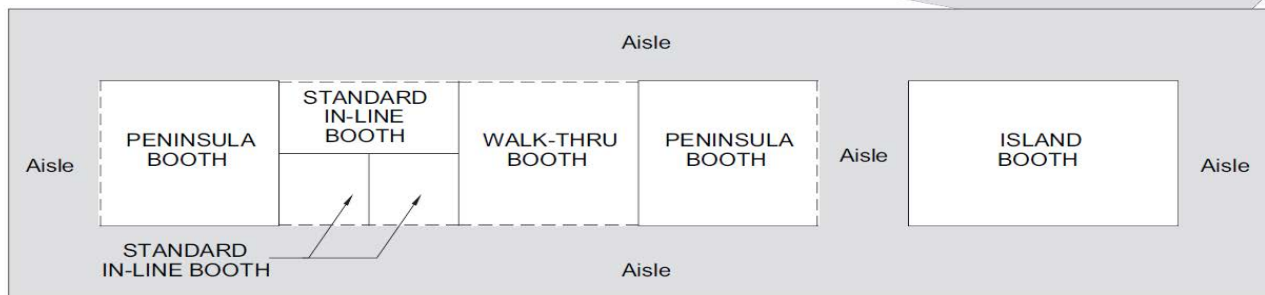 Aisle
STANDARD
IN-LINE
BOOTH
PENINSULA
BOOTH
WALK-THRU
BOOTH
PENINSULA
BOOTH
ISLAND
BOOTH
Aisle
Aisle
Aisle
STANDARD
IN-LINE BOOTH
Aisle